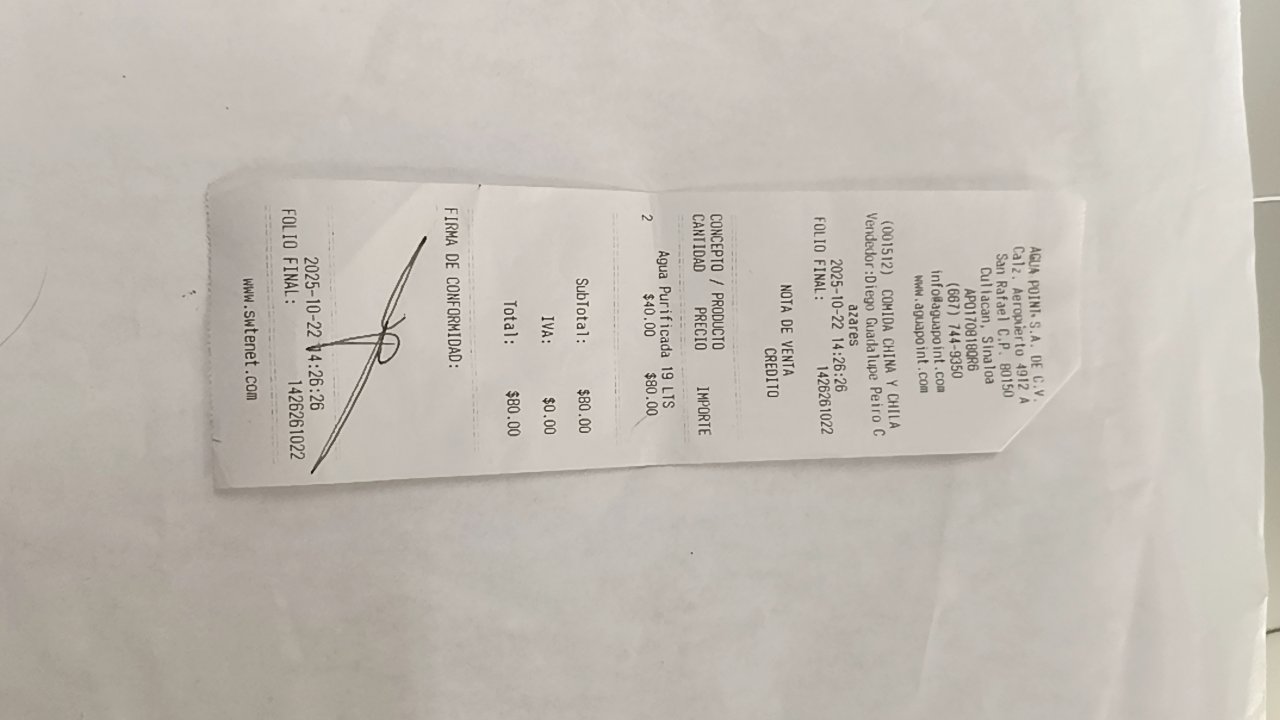 AGUA POINT, S.A. DE C.V.
Calz. Aeropuerto 4912 A
San Rafael C.P. 80150
Culiacan, Sinaloa
APO170818QR6
(667) 744-9350
info@aguapoint.com
www.aguapoint.com
(001512) COMIDA CHINA Y CHILA
Vendedor:Diego Guadalupe Peiro C
azares
2025-10-22 14:26:26
FOLIO FINAL: 1426261022
NOTA DE VENTA
CREDITO
CONCEPTO / PRODUCTO
CANTIDAD PRECIO IMPORTE
Agua Purificada 19 LTS
2 $40.00 $80.00
SubTotal: $80.00
IVA: $0.00
Total: $80.00
FIRMA DE CONFORMIDAD:
2025-10-22 14:26:26
FOLIO FINAL: 1426261022
www.swtenet.com